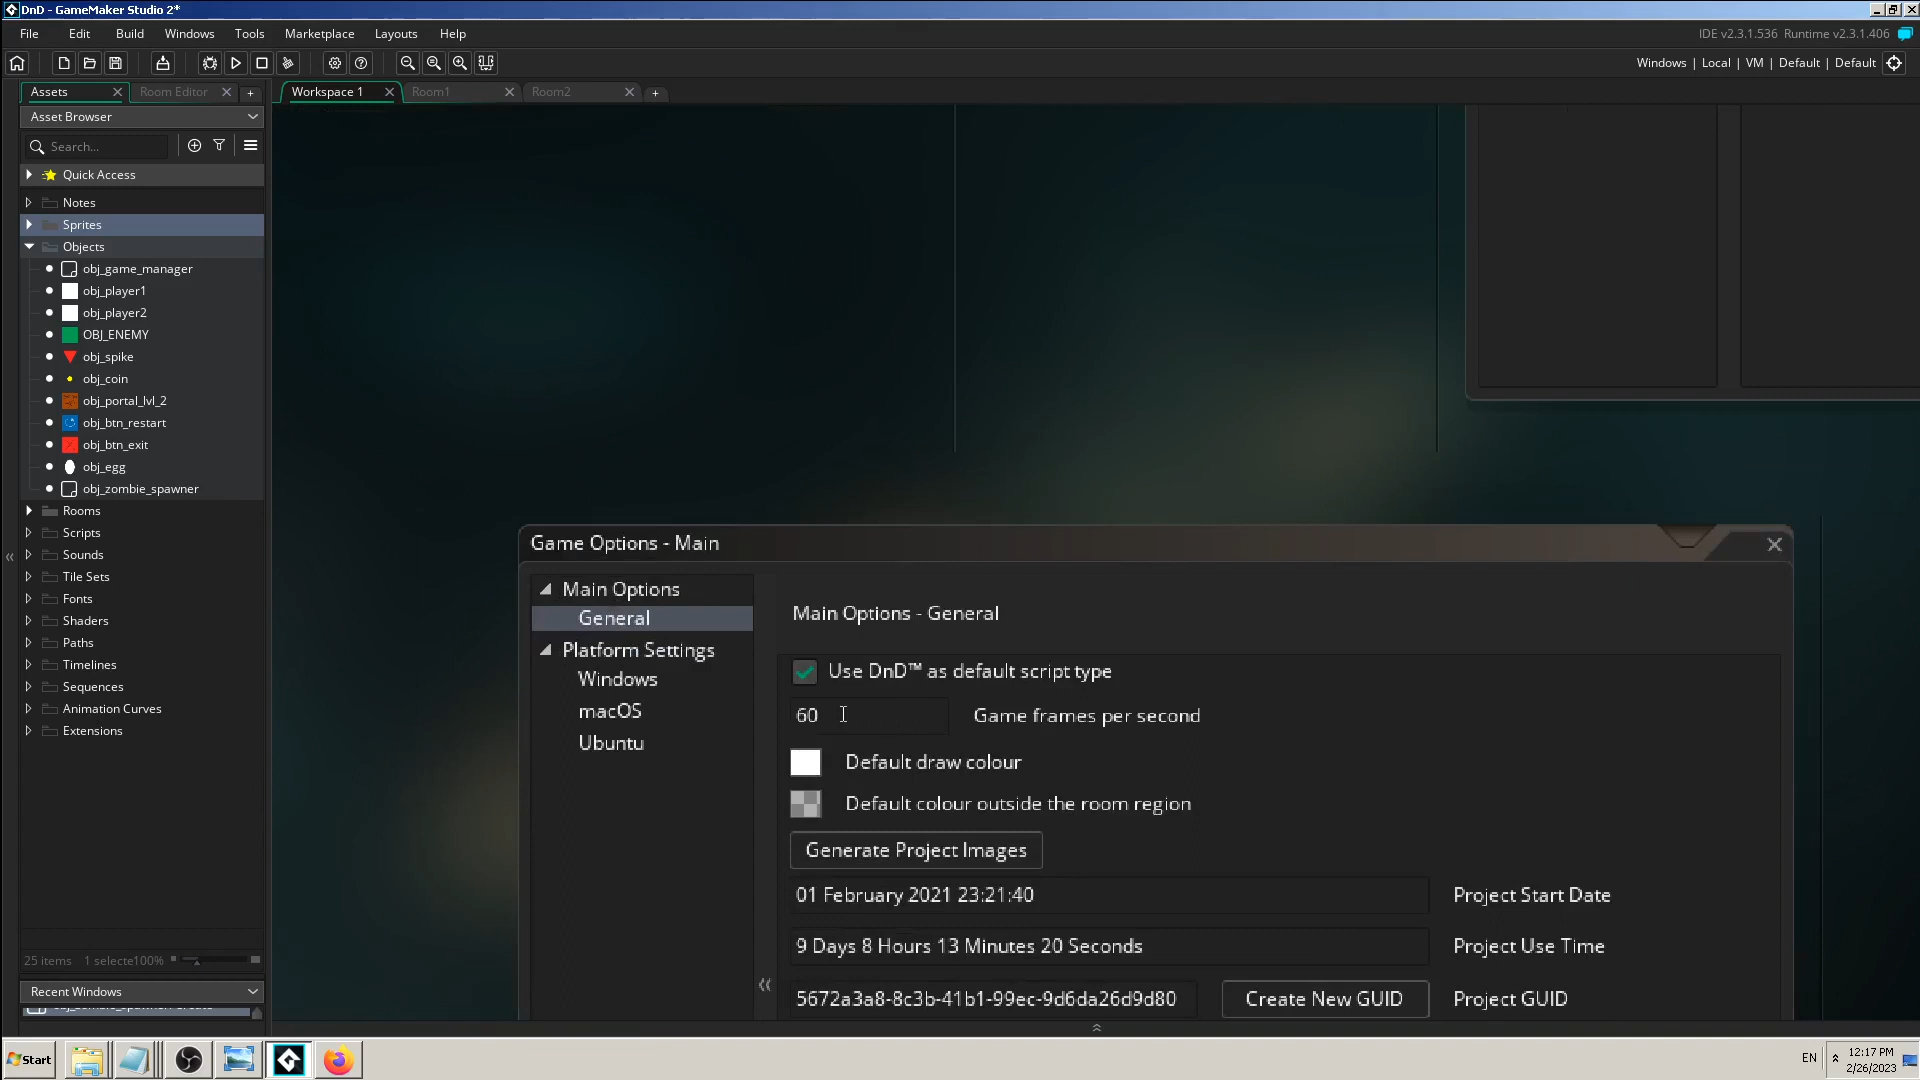 DnD - GameMaker Studio 2*
File Edit Build Windows Tools Marketplace Layouts Help
IDE v2.3.1.536 Runtime v2.3.1.406
Windows | Local | VM | Default | Default
Assets
Room Editor
Workspace 1
Room1
Room2
Asset Browser
Search...
Quick Access
Notes
Sprites
Objects
obj_game_manager
obj_player1
obj_player2
OBJ_ENEMY
obj_spike
obj_coin
obj_portal_lvl_2
obj_btn_restart
obj_btn_exit
obj_egg
obj_zombie_spawner
Rooms
Scripts
Sounds
Tile Sets
Fonts
Shaders
Paths
Timelines
Sequences
Animation Curves
Extensions
25 items 1 selecte100%
Recent Windows
Game Options - Main
Main Options
General
Platform Settings
Windows
macOS
Ubuntu
Main Options - General
Use DnD™ as default script type
60 Game frames per second
Default draw colour
Default colour outside the room region
Generate Project Images
01 February 2021 23:21:40 Project Start Date
9 Days 8 Hours 13 Minutes 20 Seconds Project Use Time
5672a3a8-8c3b-41b1-99ec-9d6da26d9d80 Create New GUID Project GUID
Start
EN
12:17 PM
2/26/2023